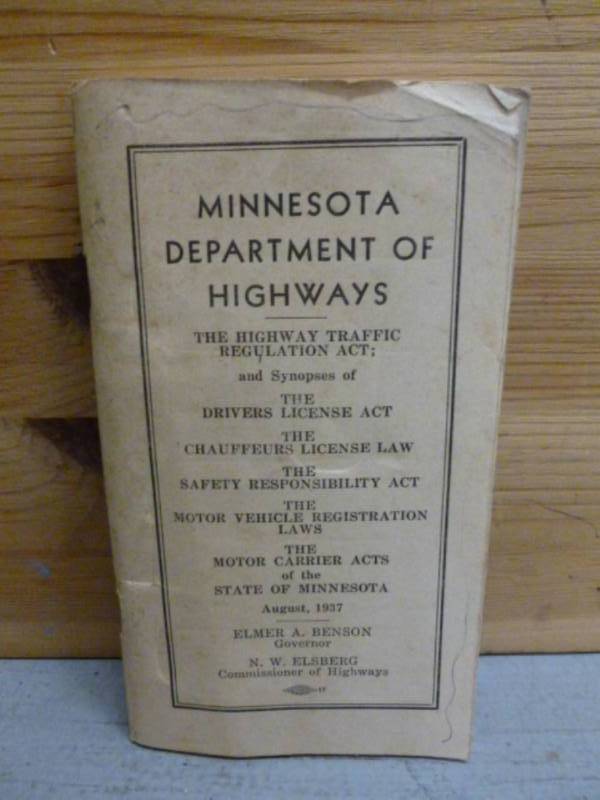 MINNESOTA
DEPARTMENT OF
HIGHWAYS
THE HIGHWAY TRAFFIC
REGULATION ACT;
and Synopses of
THE
DRIVERS LICENSE ACT
THE
CHAUFFEURS LICENSE LAW
THE
SAFETY RESPONSIBILITY ACT
THE
MOTOR VEHICLE REGISTRATION
LAWS
THE
MOTOR CARRIER ACTS
of the
STATE OF MINNESOTA
August, 1937
ELMER A. BENSON
Governor
N. W. ELSBERG
Commissioner of Highways